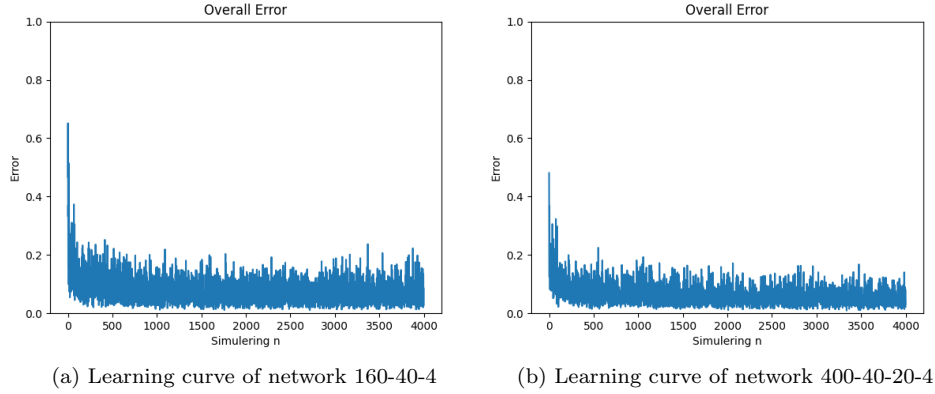 Overall Error
1.0
0.8
0.6
0.4
0.2
0.0
Error
0 500 1000 1500 2000 2500 3000 3500 4000
Simulering n
(a) Learning curve of network 160-40-4
Overall Error
1.0
0.8
0.6
0.4
0.2
0.0
Error
0 500 1000 1500 2000 2500 3000 3500 4000
Simulering n
(b) Learning curve of network 400-40-20-4